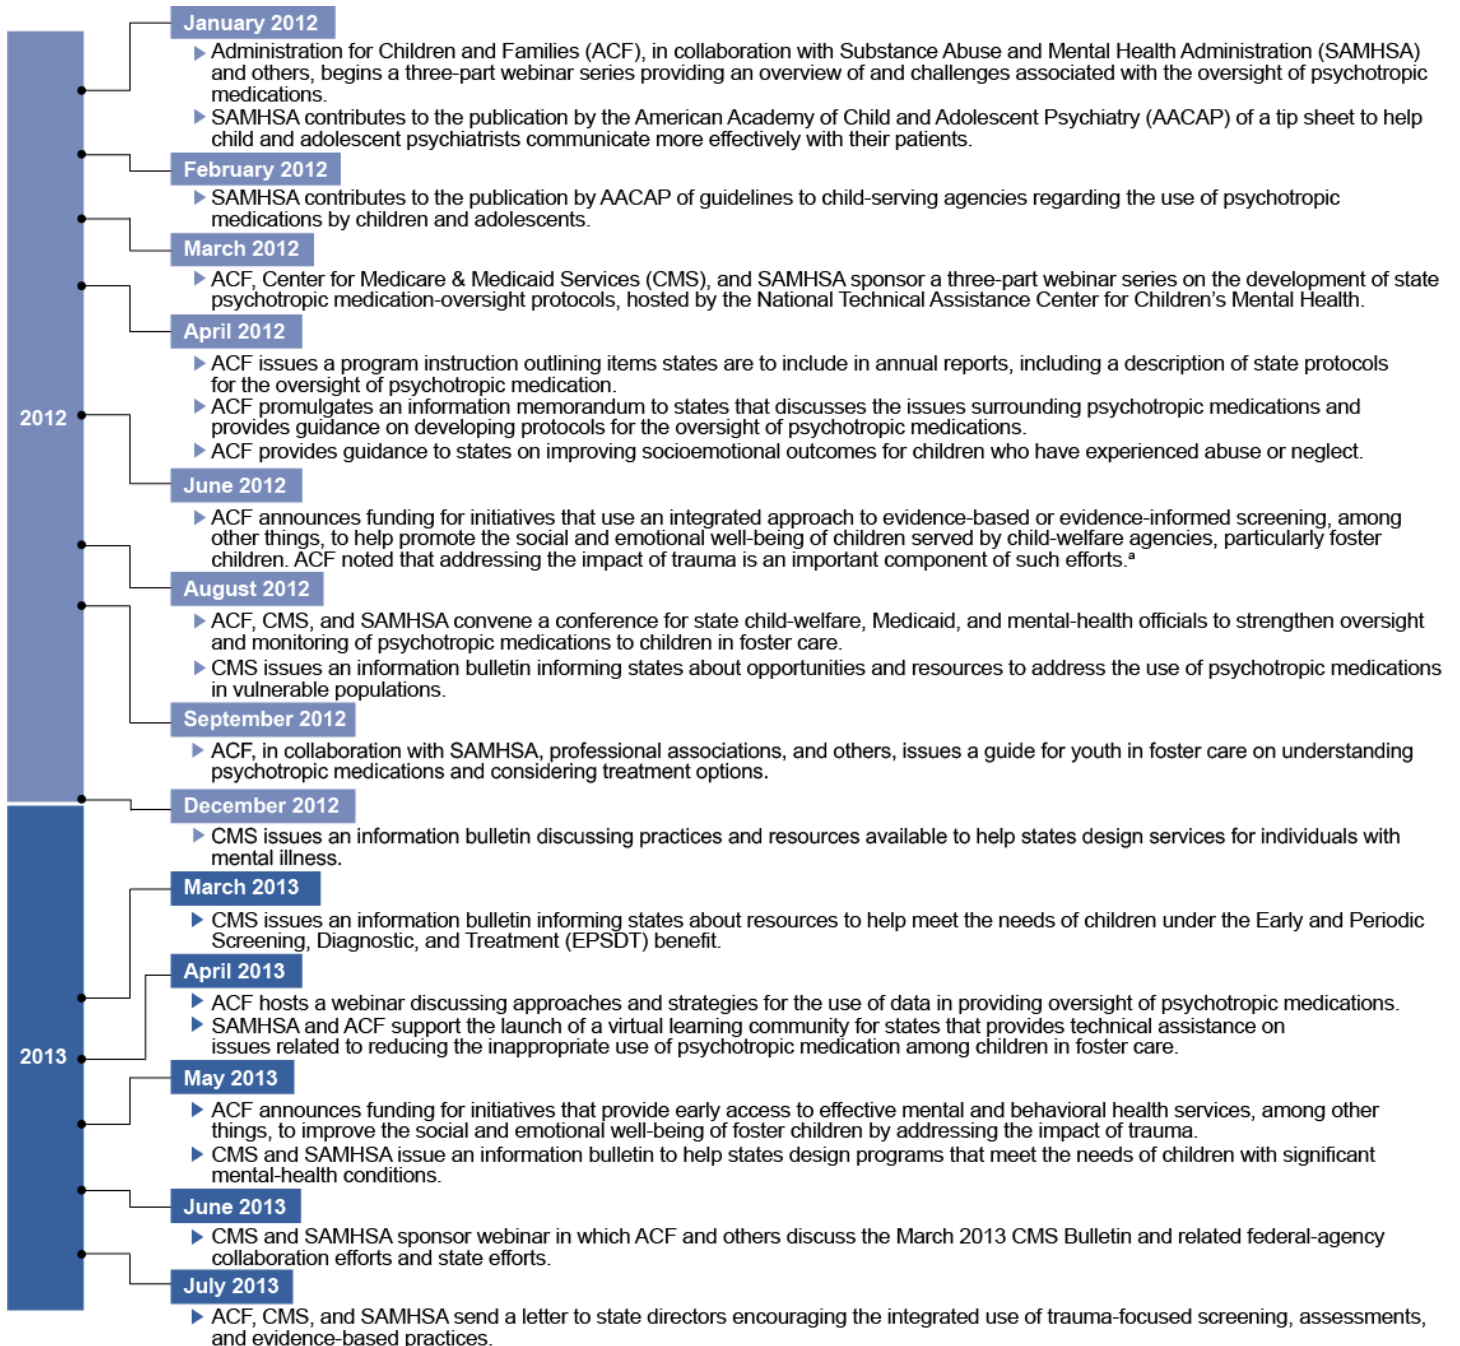 January 2012
Administration for Children and Families (ACF), in collaboration with Substance Abuse and Mental Health Administration (SAMHSA)
and others, begins a three-part webinar series providing an overview of and challenges associated with the oversight of psychotropic
medications.
SAMHSA contributes to the publication by the American Academy of Child and Adolescent Psychiatry (AACAP) of a tip sheet to help
child and adolescent psychiatrists communicate more effectively with their patients.
February 2012
SAMHSA contributes to the publication by AACAP of guidelines to child-serving agencies regarding the use of psychotropic
medications by children and adolescents.
March 2012
ACF, Center for Medicare & Medicaid Services (CMS), and SAMHSA sponsor a three-part webinar series on the development of state
psychotropic medication-oversight protocols, hosted by the National Technical Assistance Center for Children's Mental Health.
April 2012
ACF issues a program instruction outlining items states are to include in annual reports, including a description of state protocols
for the oversight of psychotropic medication.
ACF promulgates an information memorandum to states that discusses the issues surrounding psychotropic medications and
provides guidance on developing protocols for the oversight of psychotropic medications.
ACF provides guidance to states on improving socioemotional outcomes for children who have experienced abuse or neglect.
2012
June 2012
ACF announces funding for initiatives that use an integrated approach to evidence-based or evidence-informed screening, among
other things, to help promote the social and emotional well-being of children served by child-welfare agencies, particularly foster
children. ACF noted that addressing the impact of trauma is an important component of such efforts.ª
August 2012
ACF, CMS, and SAMHSA convene a conference for state child-welfare, Medicaid, and mental-health officials to strengthen oversight
and monitoring of psychotropic medications to children in foster care.
CMS issues an information bulletin informing states about opportunities and resources to address the use of psychotropic medications
in vulnerable populations.
September 2012
ACF, in collaboration with SAMHSA, professional associations, and others, issues a guide for youth in foster care on understanding
psychotropic medications and considering treatment options.
December 2012
CMS issues an information bulletin discussing practices and resources available to help states design services for individuals with
mental illness.
March 2013
CMS issues an information bulletin informing states about resources to help meet the needs of children under the Early and Periodic
Screening, Diagnostic, and Treatment (EPSDT) benefit.
April 2013
ACF hosts a webinar discussing approaches and strategies for the use of data in providing oversight of psychotropic medications.
SAMHSA and ACF support the launch of a virtual learning community for states that provides technical assistance on
issues related to reducing the inappropriate use of psychotropic medication among children in foster care.
2013
May 2013
ACF announces funding for initiatives that provide early access to effective mental and behavioral health services, among other
things, to improve the social and emotional well-being of foster children by addressing the impact of trauma.
CMS and SAMHSA issue an information bulletin to help states design programs that meet the needs of children with significant
mental-health conditions.
June 2013
CMS and SAMHSA sponsor webinar in which ACF and others discuss the March 2013 CMS Bulletin and related federal-agency
collaboration efforts and state efforts.
July 2013
ACF, CMS, and SAMHSA send a letter to state directors encouraging the integrated use of trauma-focused screening, assessments,
and evidence-based practices.